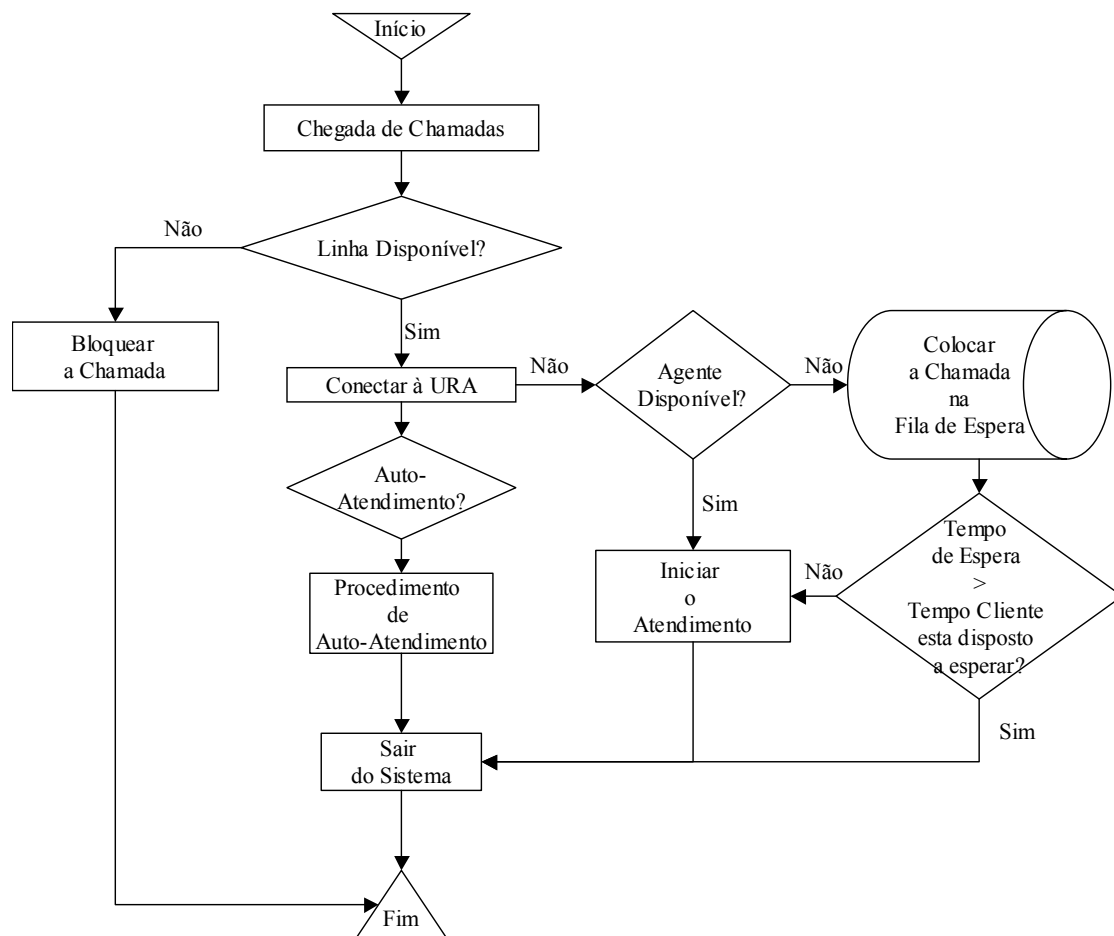 Início
Chegada de Chamadas
Não
Linha Disponível?
Sim
Bloquear
a Chamada
Conectar à URA
Não
Agente
Disponível?
Não
Colocar
a Chamada
na
Fila de Espera
Auto-
Atendimento?
Sim
Procedimento
de
Auto-Atendimento
Iniciar
o
Atendimento
Não
Tempo
de Espera
>
Tempo Cliente
esta disposto
a esperar?
Sim
Sair
do Sistema
Fim